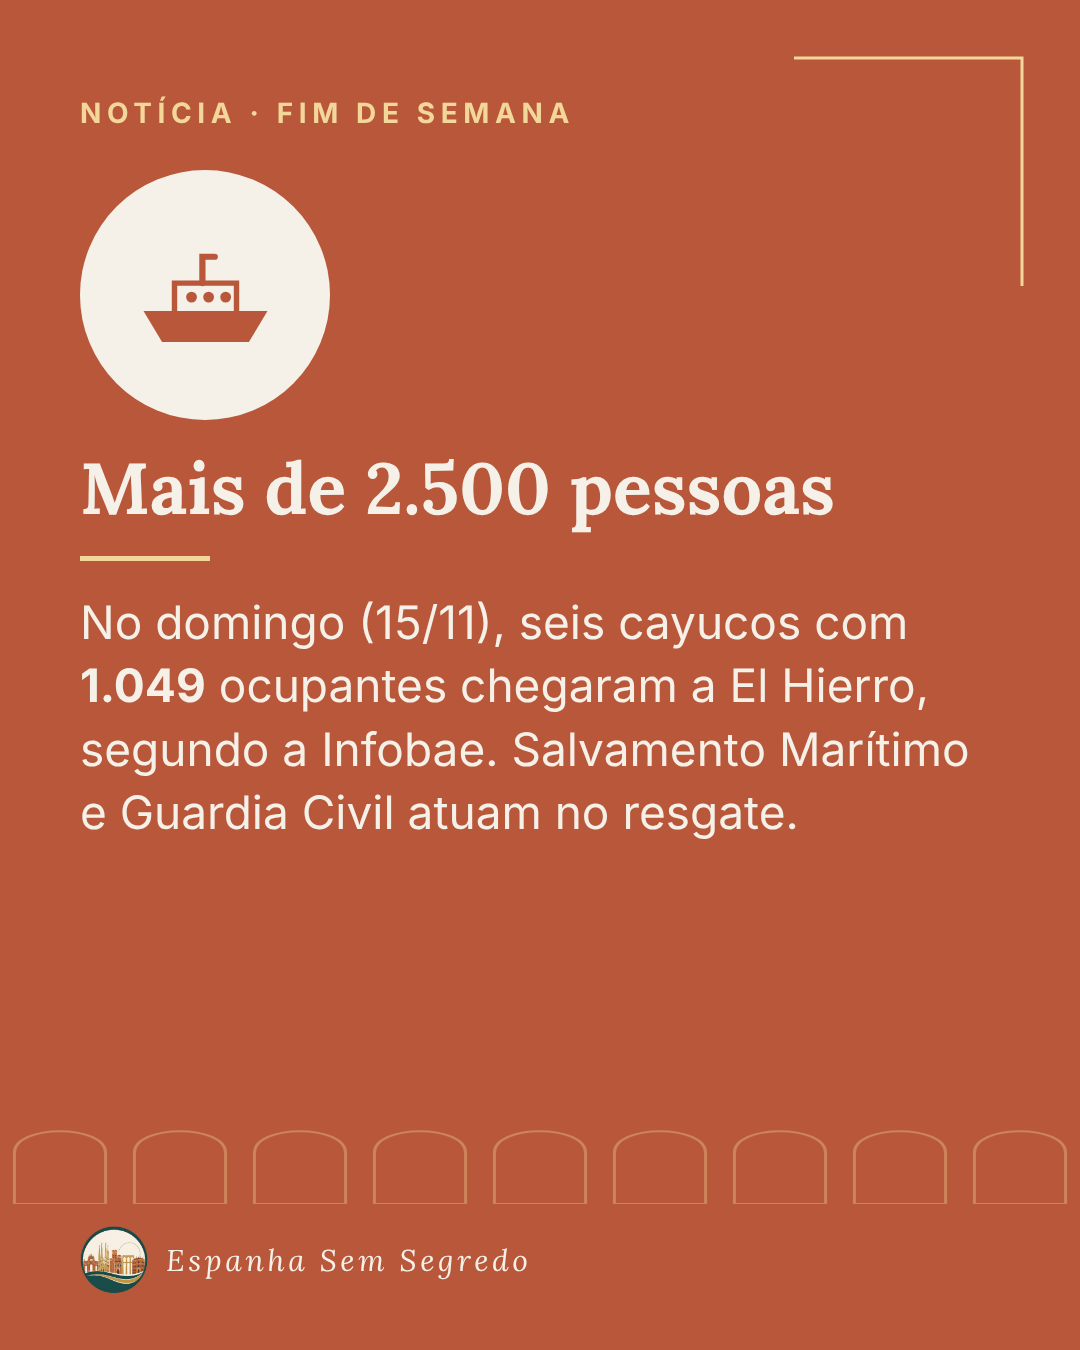 NOTÍCIA · FIM DE SEMANA
Mais de 2.500 pessoas
No domingo (15/11), seis cayucos com
1.049 ocupantes chegaram a El Hierro,
segundo a Infobae. Salvamento Marítimo
e Guardia Civil atuam no resgate.
Espanha Sem Segredo